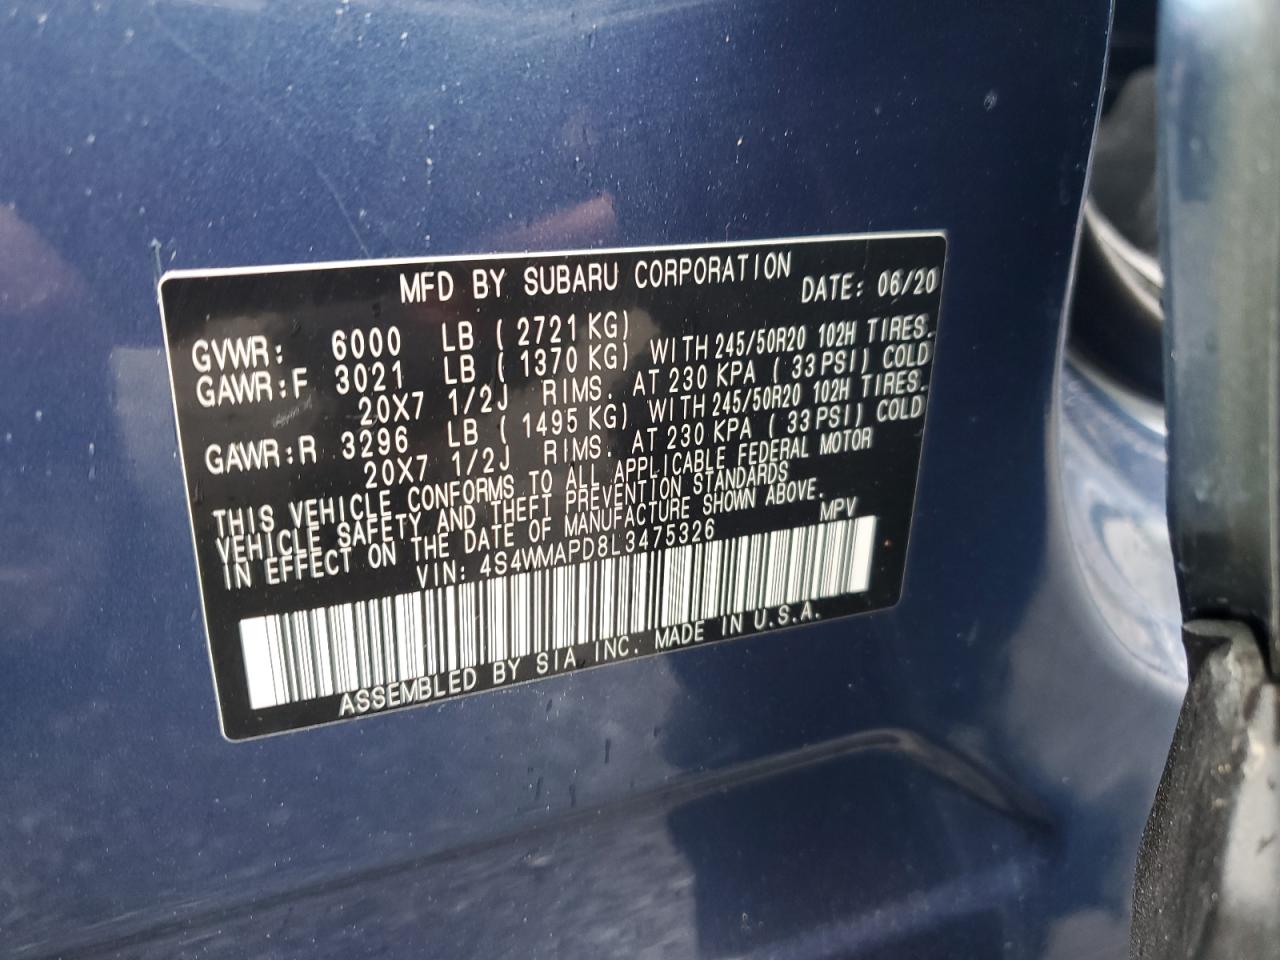 MFD BY SUBARU CORPORATION DATE: 06/20
GVWR: 6000 LB ( 2721 KG)
GAWR:F 3021 LB ( 1370 KG) WITH 245/50R20 102H TIRES.
20X7 1/2J RIMS. AT 230 KPA ( 33 PSI) COLD
GAWR:R 3296 LB ( 1495 KG) WITH 245/50R20 102H TIRES.
20X7 1/2J RIMS. AT 230 KPA ( 33 PSI) COLD
THIS VEHICLE CONFORMS TO ALL APPLICABLE FEDERAL MOTOR
VEHICLE SAFETY AND THEFT PREVENTION STANDARDS
IN EFFECT ON THE DATE OF MANUFACTURE SHOWN ABOVE.
VIN: 4S4WMAPD8L3475326 MPV
ASSEMBLED BY SIA INC. MADE IN U.S.A.